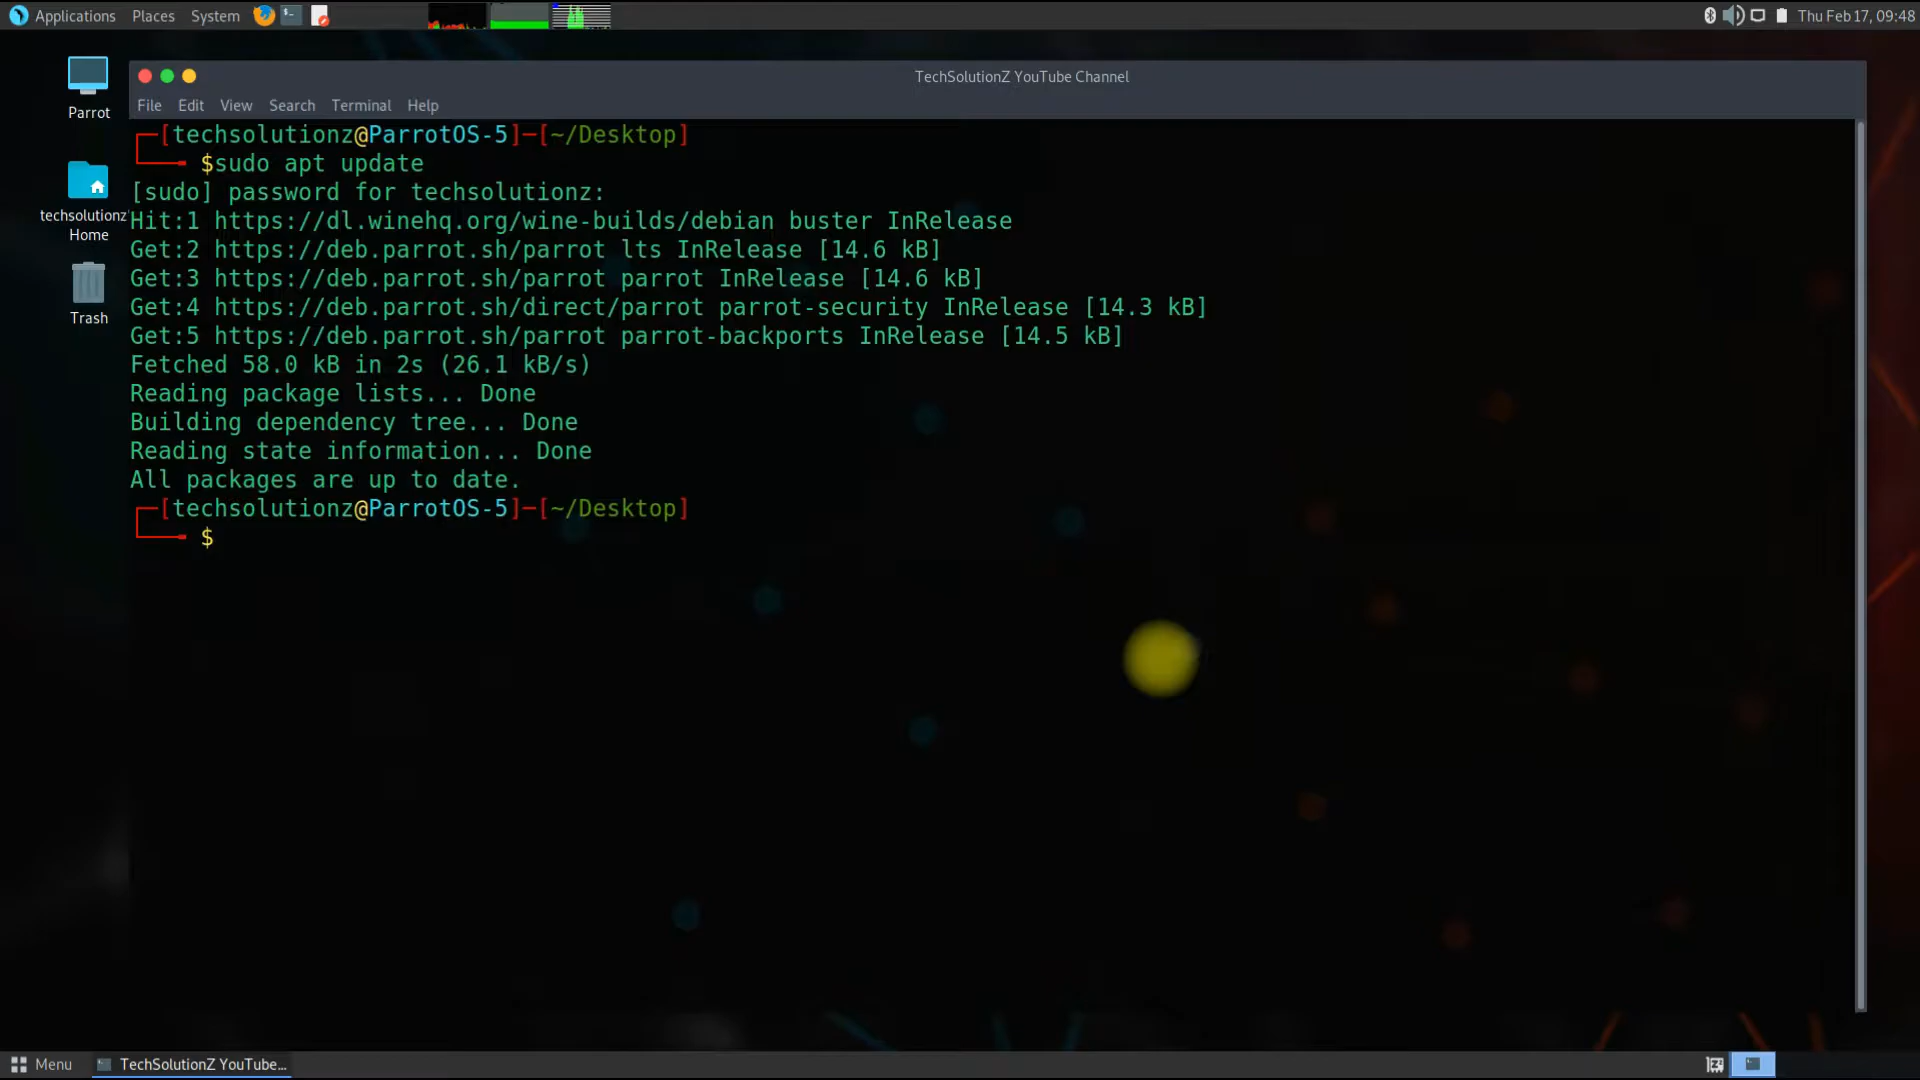 Applications Places System Thu Feb 17, 09:48
TechSolutionZ YouTube Channel
File Edit View Search Terminal Help
Parrot
techsolutionz'
Home
Trash
[techsolutionz@ParrotOS-5]─[~/Desktop]
$sudo apt update
[sudo] password for techsolutionz:
Hit:1 https://dl.winehq.org/wine-builds/debian buster InRelease
Get:2 https://deb.parrot.sh/parrot lts InRelease [14.6 kB]
Get:3 https://deb.parrot.sh/parrot parrot InRelease [14.6 kB]
Get:4 https://deb.parrot.sh/direct/parrot parrot-security InRelease [14.3 kB]
Get:5 https://deb.parrot.sh/parrot parrot-backports InRelease [14.5 kB]
Fetched 58.0 kB in 2s (26.1 kB/s)
Reading package lists... Done
Building dependency tree... Done
Reading state information... Done
All packages are up to date.
[techsolutionz@ParrotOS-5]─[~/Desktop]
$
Menu TechSolutionZ YouTube...